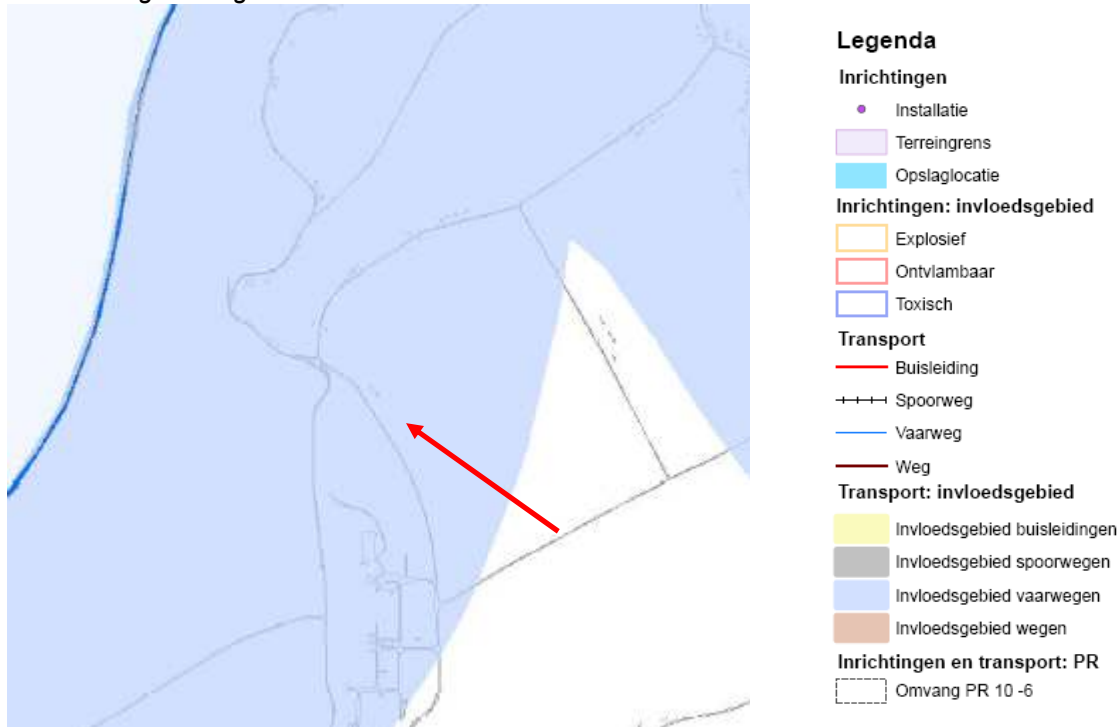 Legenda
Inrichtingen
Installatie
Terreingrens
Opslaglocatie
Inrichtingen: invloedsgebied
Explosief
Ontvlambaar
Toxisch
Transport
Buisleiding
Spoorweg
Vaarweg
Weg
Transport: invloedsgebied
Invloedsgebied buisleidingen
Invloedsgebied spoorwegen
Invloedsgebied vaarwegen
Invloedsgebied wegen
Inrichtingen en transport: PR
Omvang PR 10 -6